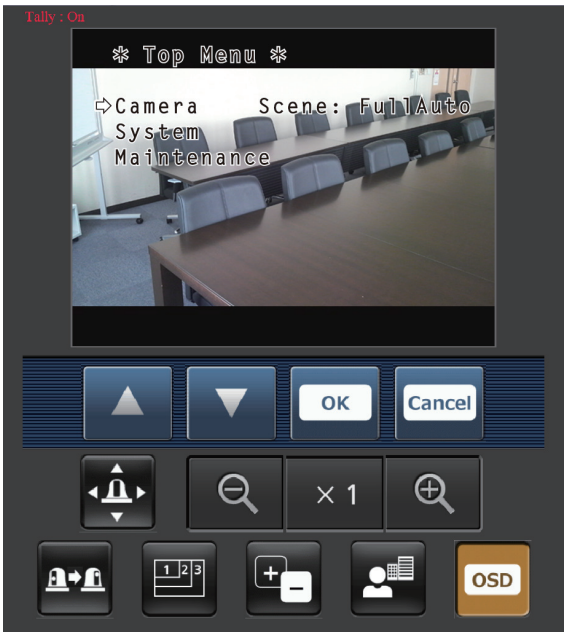 Tally : On
* Top Menu *
⇨Camera Scene: FullAuto
System
Maintenance
OK Cancel
× 1
1 2 3
+
−
OSD